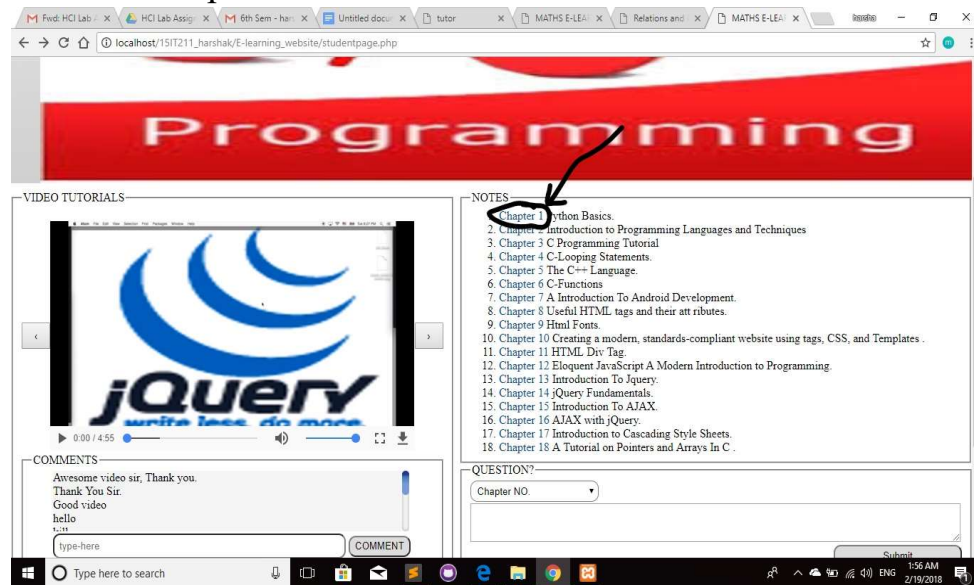 Fwd: HCI Lab
HCI Lab Assig
6th Sem - har
Untitled docu
tutor
MATHS E-LEA
Relations and
MATHS E-LEA
harsha
localhost/15IT211_harshak/E-learning_website/studentpage.php
Programming
VIDEO TUTORIALS
jQuery
write less, do more.
0:00 / 4:55
COMMENTS
Awesome video sir, Thank you.
Thank You Sir.
Good video
hello
type-here
COMMENT
NOTES
Chapter 1 Python Basics.
2. Chapter 2 Introduction to Programming Languages and Techniques
3. Chapter 3 C Programming Tutorial
4. Chapter 4 C-Looping Statements.
5. Chapter 5 The C++ Language.
6. Chapter 6 C-Functions
7. Chapter 7 A Introduction To Android Development.
8. Chapter 8 Useful HTML tags and their att ributes.
9. Chapter 9 Html Fonts.
10. Chapter 10 Creating a modern, standards-compliant website using tags, CSS, and Templates .
11. Chapter 11 HTML Div Tag.
12. Chapter 12 Eloquent JavaScript A Modern Introduction to Programming.
13. Chapter 13 Introduction To Jquery.
14. Chapter 14 jQuery Fundamentals.
15. Chapter 15 Introduction To AJAX.
16. Chapter 16 AJAX with jQuery.
17. Chapter 17 Introduction to Cascading Style Sheets.
18. Chapter 18 A Tutorial on Pointers and Arrays In C .
QUESTION?
Chapter NO.
Submit
Type here to search
ENG
1:56 AM
2/19/2018